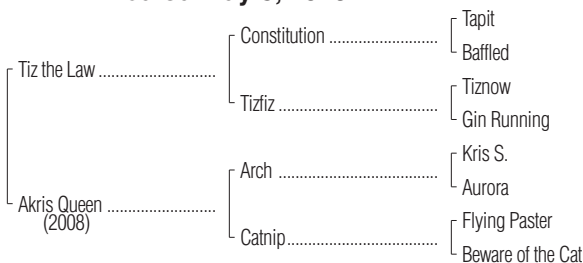 Tapit
Constitution
Baffled
Tiz the Law
Tiznow
Tizfiz
Gin Running
Kris S.
Arch
Aurora
Akris Queen
(2008)
Flying Paster
Catnip
Beware of the Cat